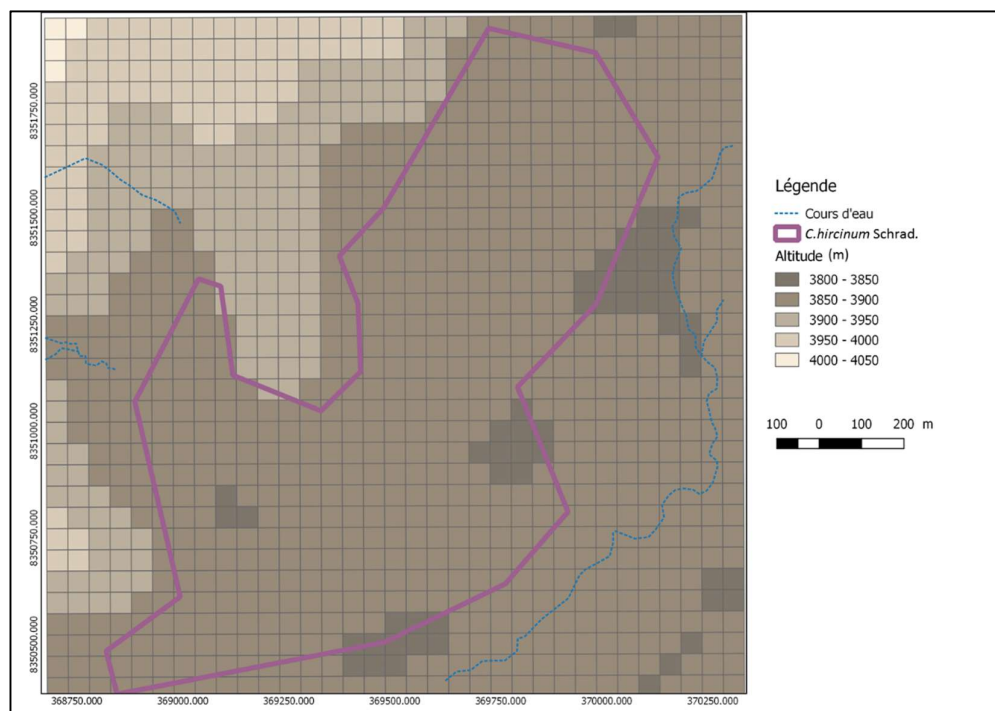 8351750.000
8351500.000
8351250.000
8351000.000
8350750.000
8350500.000
368750.000 369000.000 369250.000 369500.000 369750.000 370000.000 370250.000
Légende
Cours d'eau
C.hircinum Schrad.
Altitude (m)
3800 - 3850
3850 - 3900
3900 - 3950
3950 - 4000
4000 - 4050
100 0 100 200 m